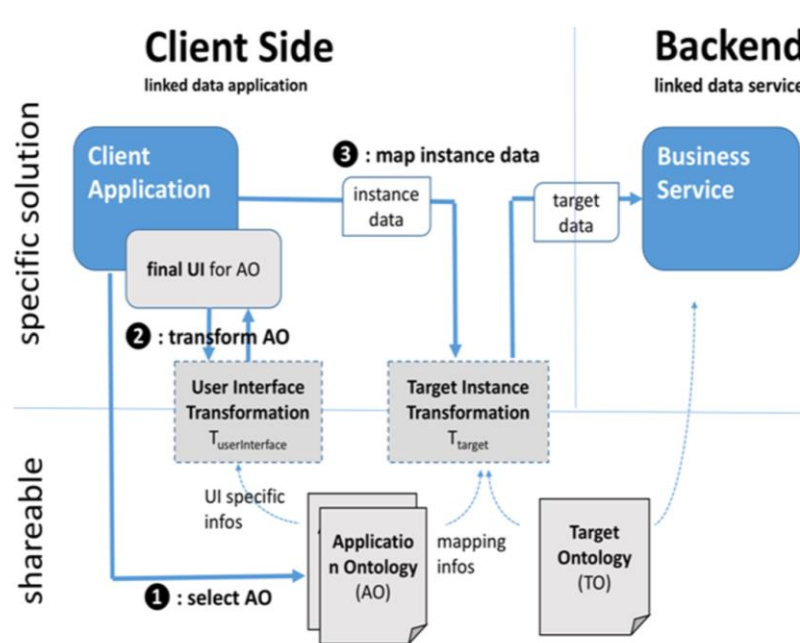 Client Side
linked data application
Backend
linked data service
specific solution
Client
Application
❸ : map instance data
instance
data
target
data
Business
Service
final UI for AO
❷ : transform AO
User Interface
Transformation
TuserInterface
Target Instance
Transformation
Ttarget
shareable
UI specific
infos
Applicatio
n Ontology
(AO)
mapping
infos
Target
Ontology
(TO)
❶ : select AO